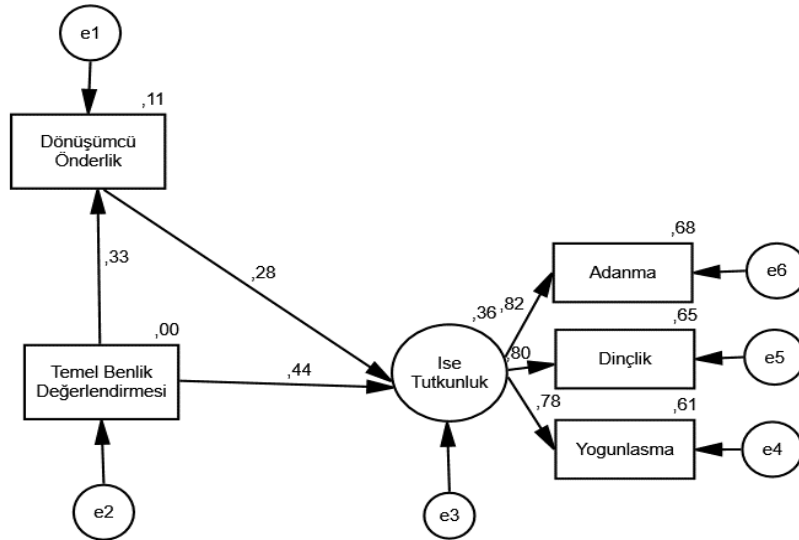 e1
,11
Dönüşümcü
Önderlik
,33
,28
,00
Temel Benlik
Değerlendirmesi
,44
e2
,36
Ise
Tutkunluk
e3
,82
,80
,78
,68
Adanma
e6
,65
Dinçlik
e5
,61
Yogunlasma
e4